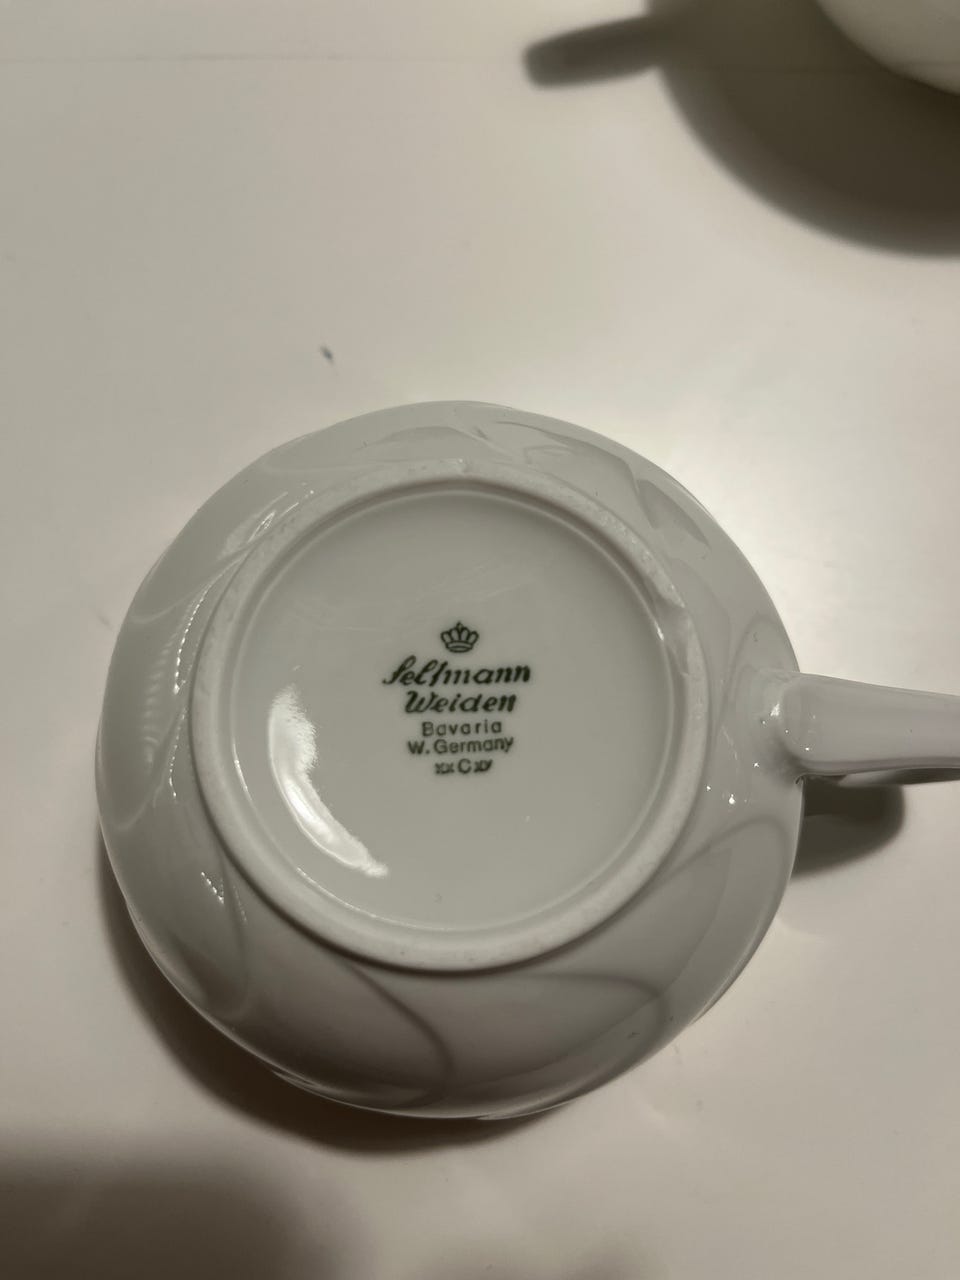 Seltmann
Weiden
Bavaria
W. Germany